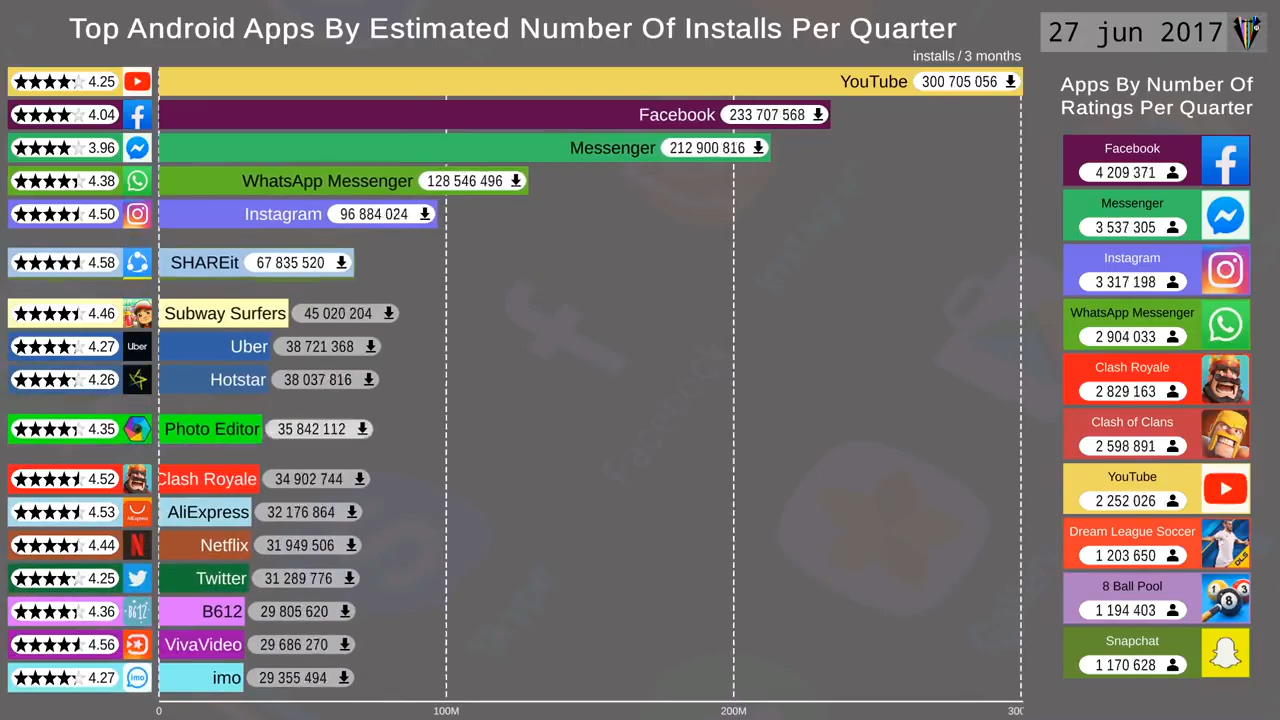 Top Android Apps By Estimated Number Of Installs Per Quarter
27 jun 2017
installs / 3 months
4.25 YouTube 300 705 056
4.04 Facebook 233 707 568
3.96 Messenger 212 900 816
4.38 WhatsApp Messenger 128 546 496
4.50 Instagram 96 884 024
4.58 SHAREit 67 835 520
4.46 Subway Surfers 45 020 204
4.27 Uber Uber 38 721 368
4.26 Hotstar 38 037 816
4.35 Photo Editor 35 842 112
4.52 Clash Royale 34 902 744
4.53 AliExpress AliExpress 32 176 864
4.44 N Netflix 31 949 506
4.25 Twitter 31 289 776
4.36 B612 B612 29 805 620
4.56 VivaVideo 29 686 270
4.27 imo imo 29 355 494
0 100M 200M 300
Apps By Number Of
Ratings Per Quarter
Facebook
4 209 371
Messenger
3 537 305
Instagram
3 317 198
WhatsApp Messenger
2 904 033
Clash Royale
2 829 163
Clash of Clans
2 598 891
YouTube
2 252 026
Dream League Soccer
1 203 650
DLS
8 Ball Pool
1 194 403
1 8 3
Snapchat
1 170 628